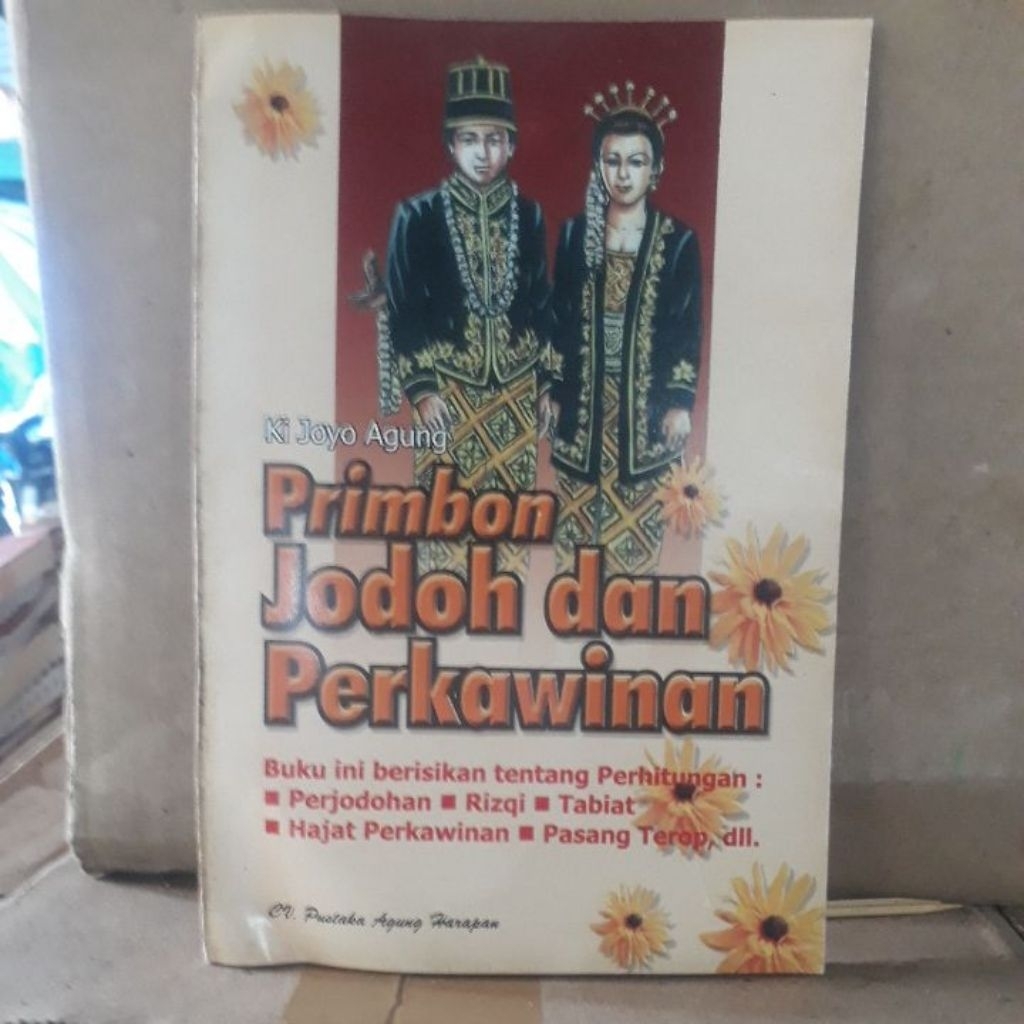 Ki Joyo Agung
Primbon
Jodoh dan
Perkawinan
Buku ini berisikan tentang Perhitungan :
■ Perjodohan ■ Rizqi ■ Tabiat
■ Hajat Perkawinan ■ Pasang Terop, dll.
CV. Pustaka Agung Harapan